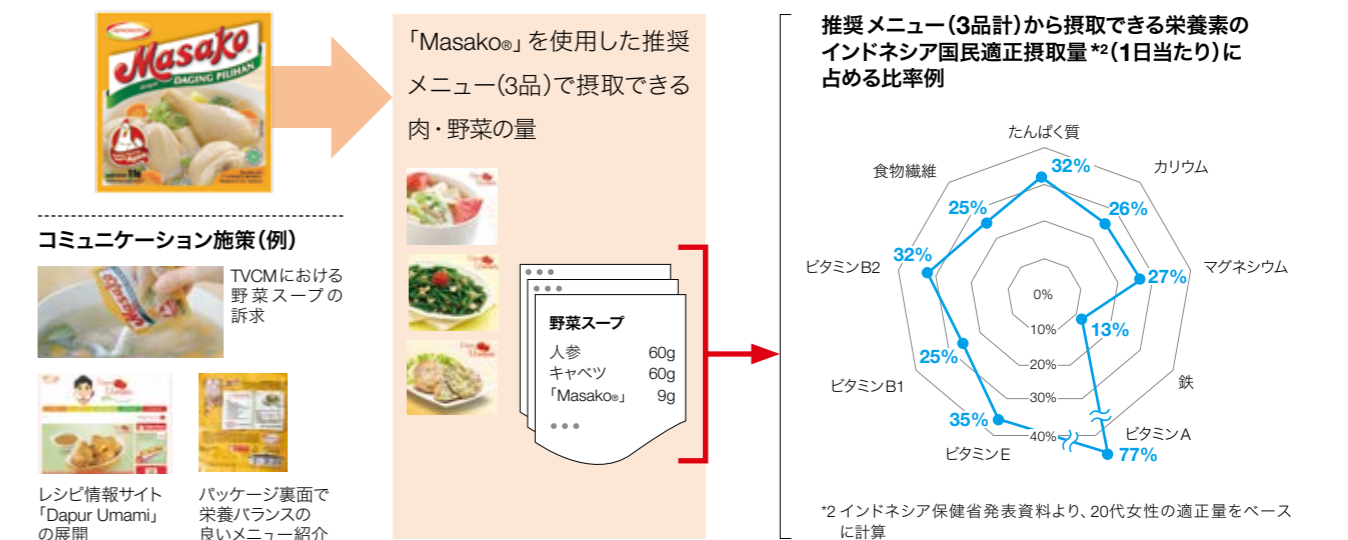 AJINOMOTO
Masako®
DAGING PILIHAN
コミュニケーション施策(例)
Masako
TVCMにおける
野菜スープの
訴求
レシピ情報サイト
「Dapur Umami」
の展開
パッケージ裏面で
栄養バランスの
良いメニュー紹介
「Masako®」を使用した推奨
メニュー(3品)で摂取できる
肉・野菜の量
野菜スープ
人参 60g
キャベツ 60g
「Masako®」 9g
推奨メニュー(3品計)から摂取できる栄養素の
インドネシア国民適正摂取量*2(1日当たり)に
占める比率例
たんぱく質
32%
カリウム
26%
マグネシウム
27%
鉄
13%
ビタミンA
77%
ビタミンE
35%
ビタミンB1
25%
ビタミンB2
32%
食物繊維
25%
0%
10%
20%
30%
40%
*2 インドネシア保健省発表資料より、20代女性の適正量をベース
に計算